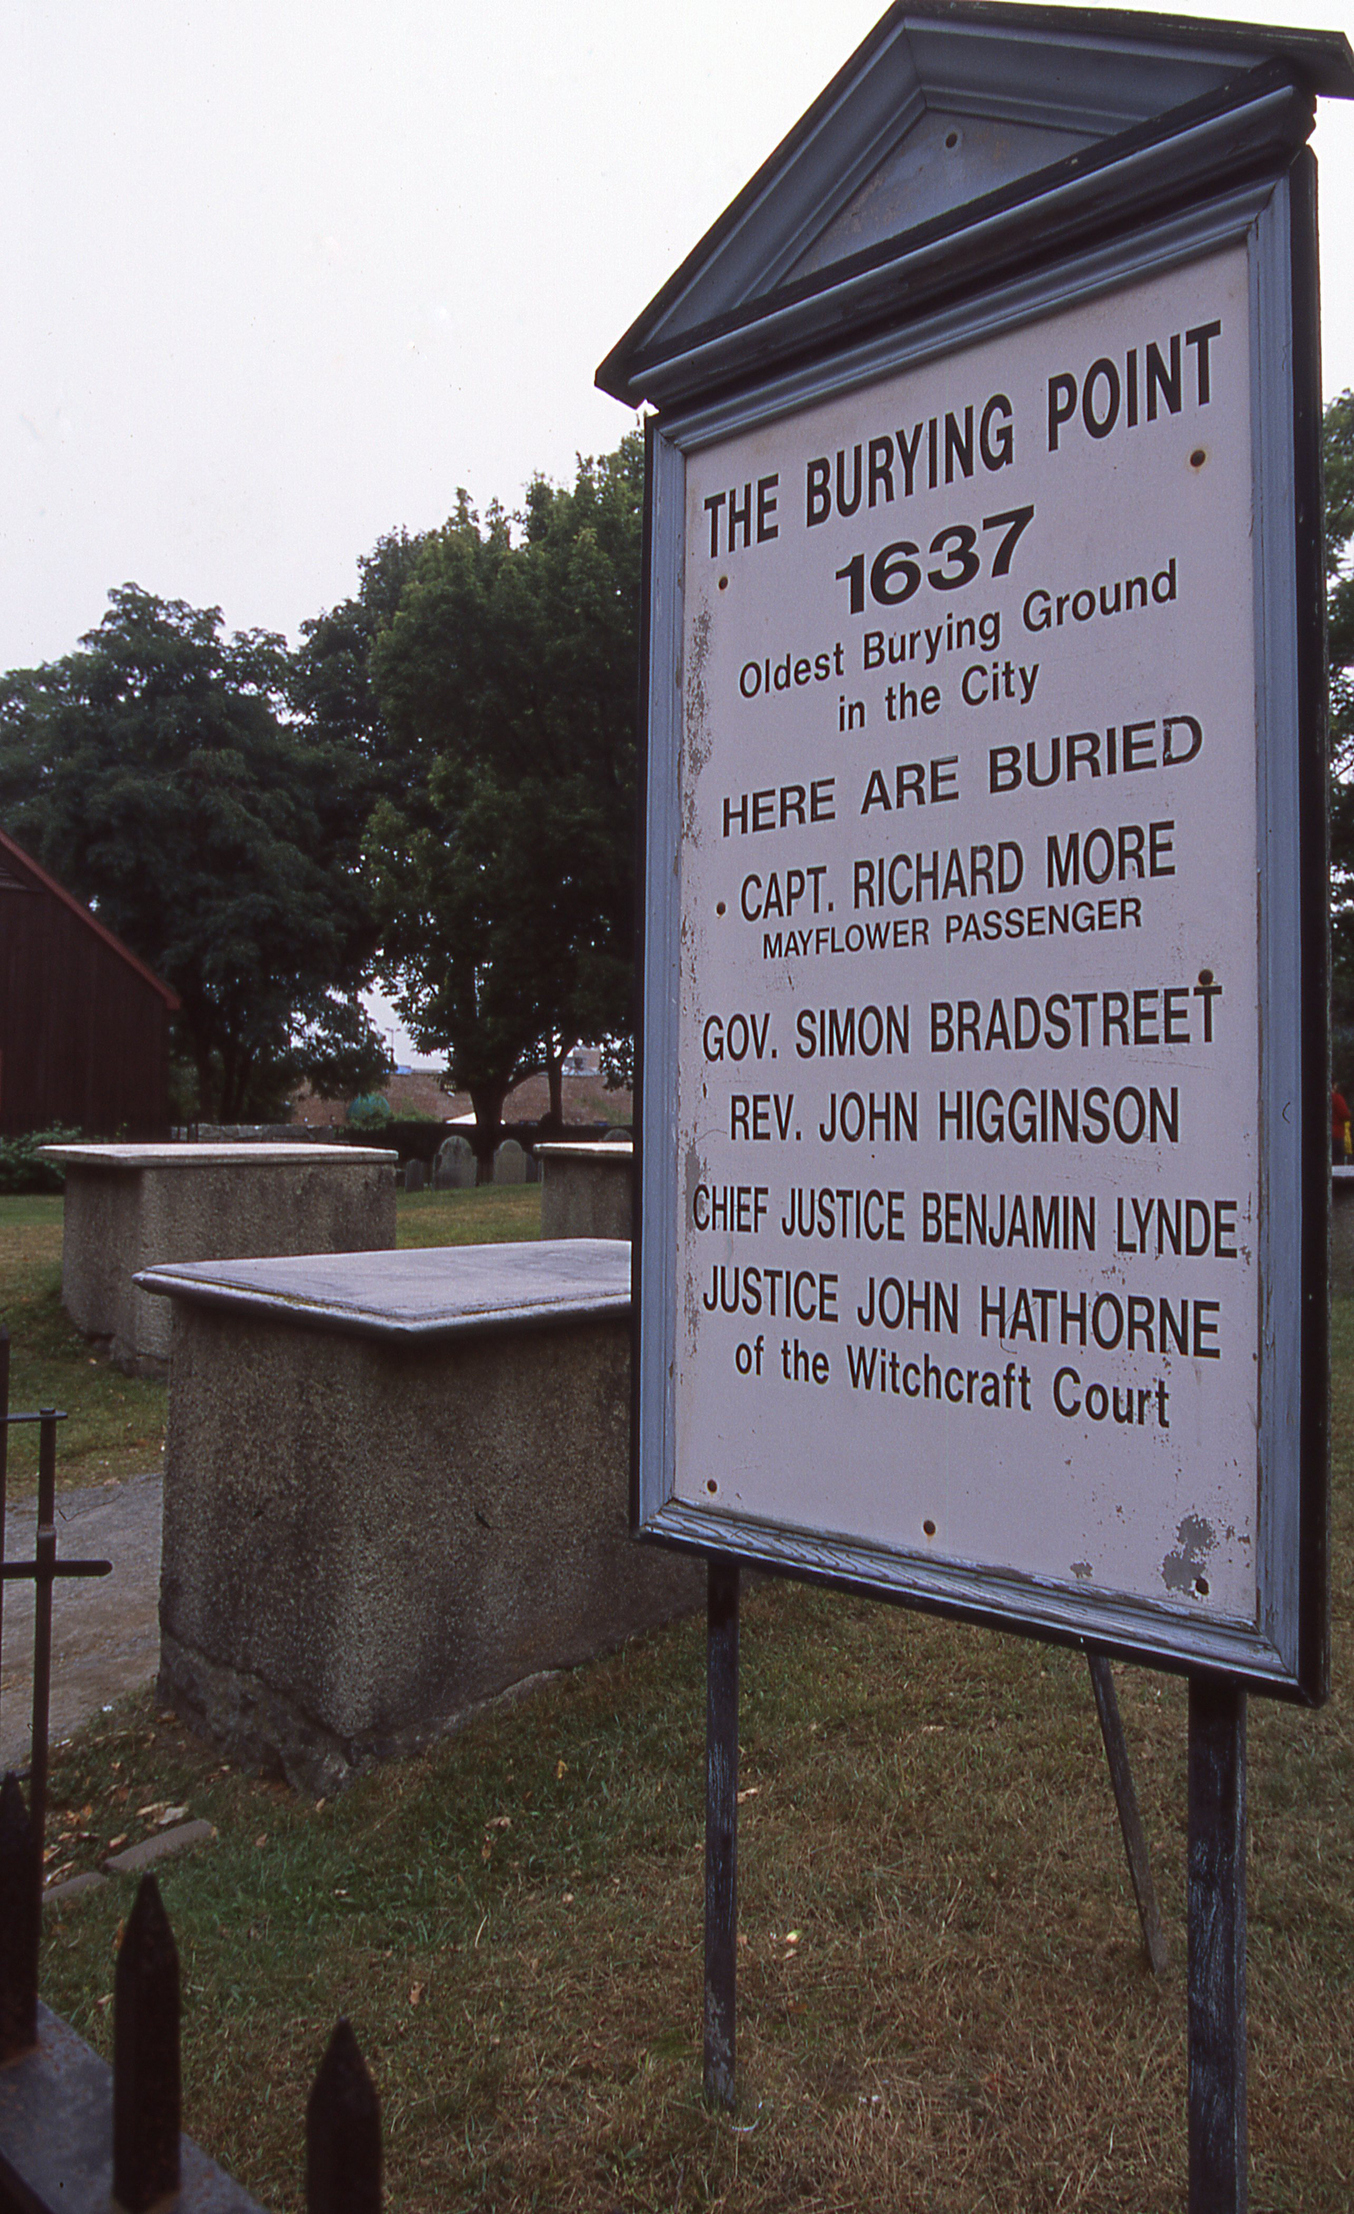 THE BURYING POINT
1637
Oldest Burying Ground
in the City
HERE ARE BURIED
CAPT. RICHARD MORE
MAYFLOWER PASSENGER
GOV. SIMON BRADSTREET
REV. JOHN HIGGINSON
CHIEF JUSTICE BENJAMIN LYNDE
JUSTICE JOHN HATHORNE
of the Witchcraft Court